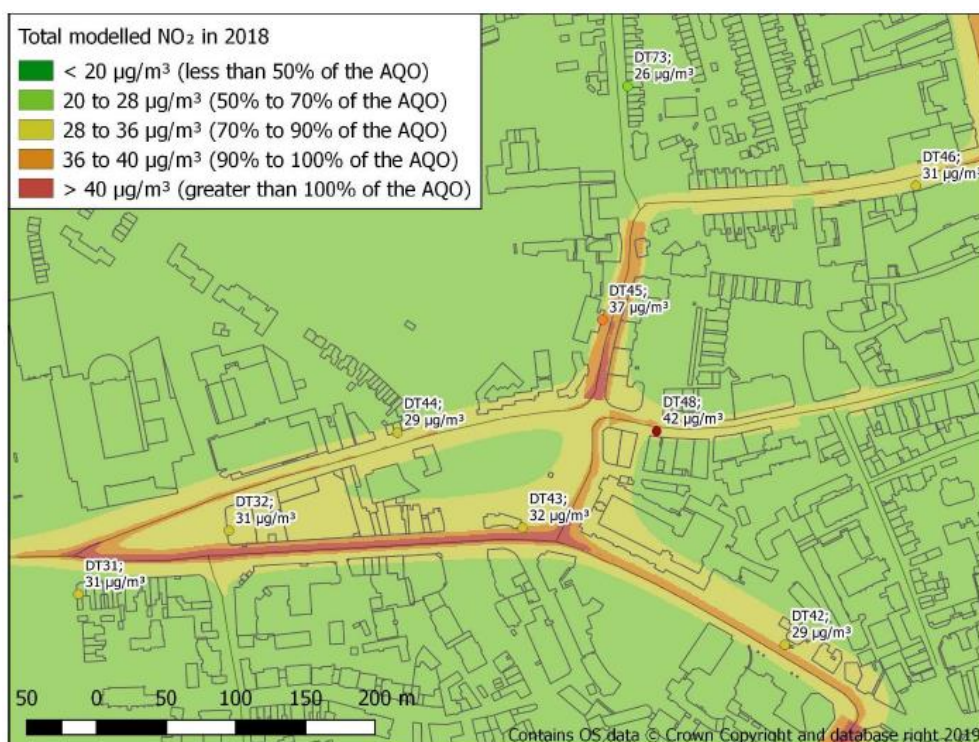 Total modelled NO₂ in 2018
< 20 µg/m³ (less than 50% of the AQO)
20 to 28 µg/m³ (50% to 70% of the AQO)
28 to 36 µg/m³ (70% to 90% of the AQO)
36 to 40 µg/m³ (90% to 100% of the AQO)
> 40 µg/m³ (greater than 100% of the AQO)
DT73;
26 µg/m³
DT46;
31 µg/m³
DT45;
37 µg/m³
DT44;
29 µg/m³
DT48;
42 µg/m³
DT32;
31 µg/m³
DT43;
32 µg/m³
DT31;
31 µg/m³
DT42;
29 µg/m³
50 0 50 100 150 200 m
Contains OS data © Crown Copyright and database right 201